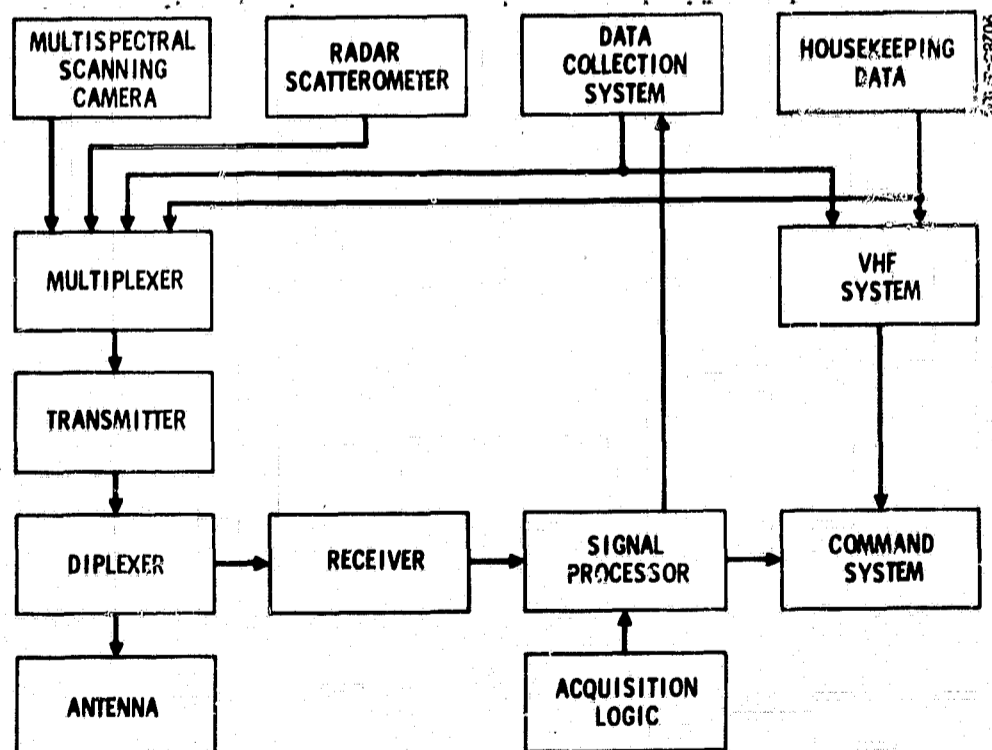 MULTISPECTRAL
SCANNING
CAMERA
RADAR
SCATTEROMETER
DATA
COLLECTION
SYSTEM
HOUSEKEEPING
DATA
MULTIPLEXER
VHF
SYSTEM
TRANSMITTER
DIPLEXER
RECEIVER
SIGNAL
PROCESSOR
COMMAND
SYSTEM
ANTENNA
ACQUISITION
LOGIC